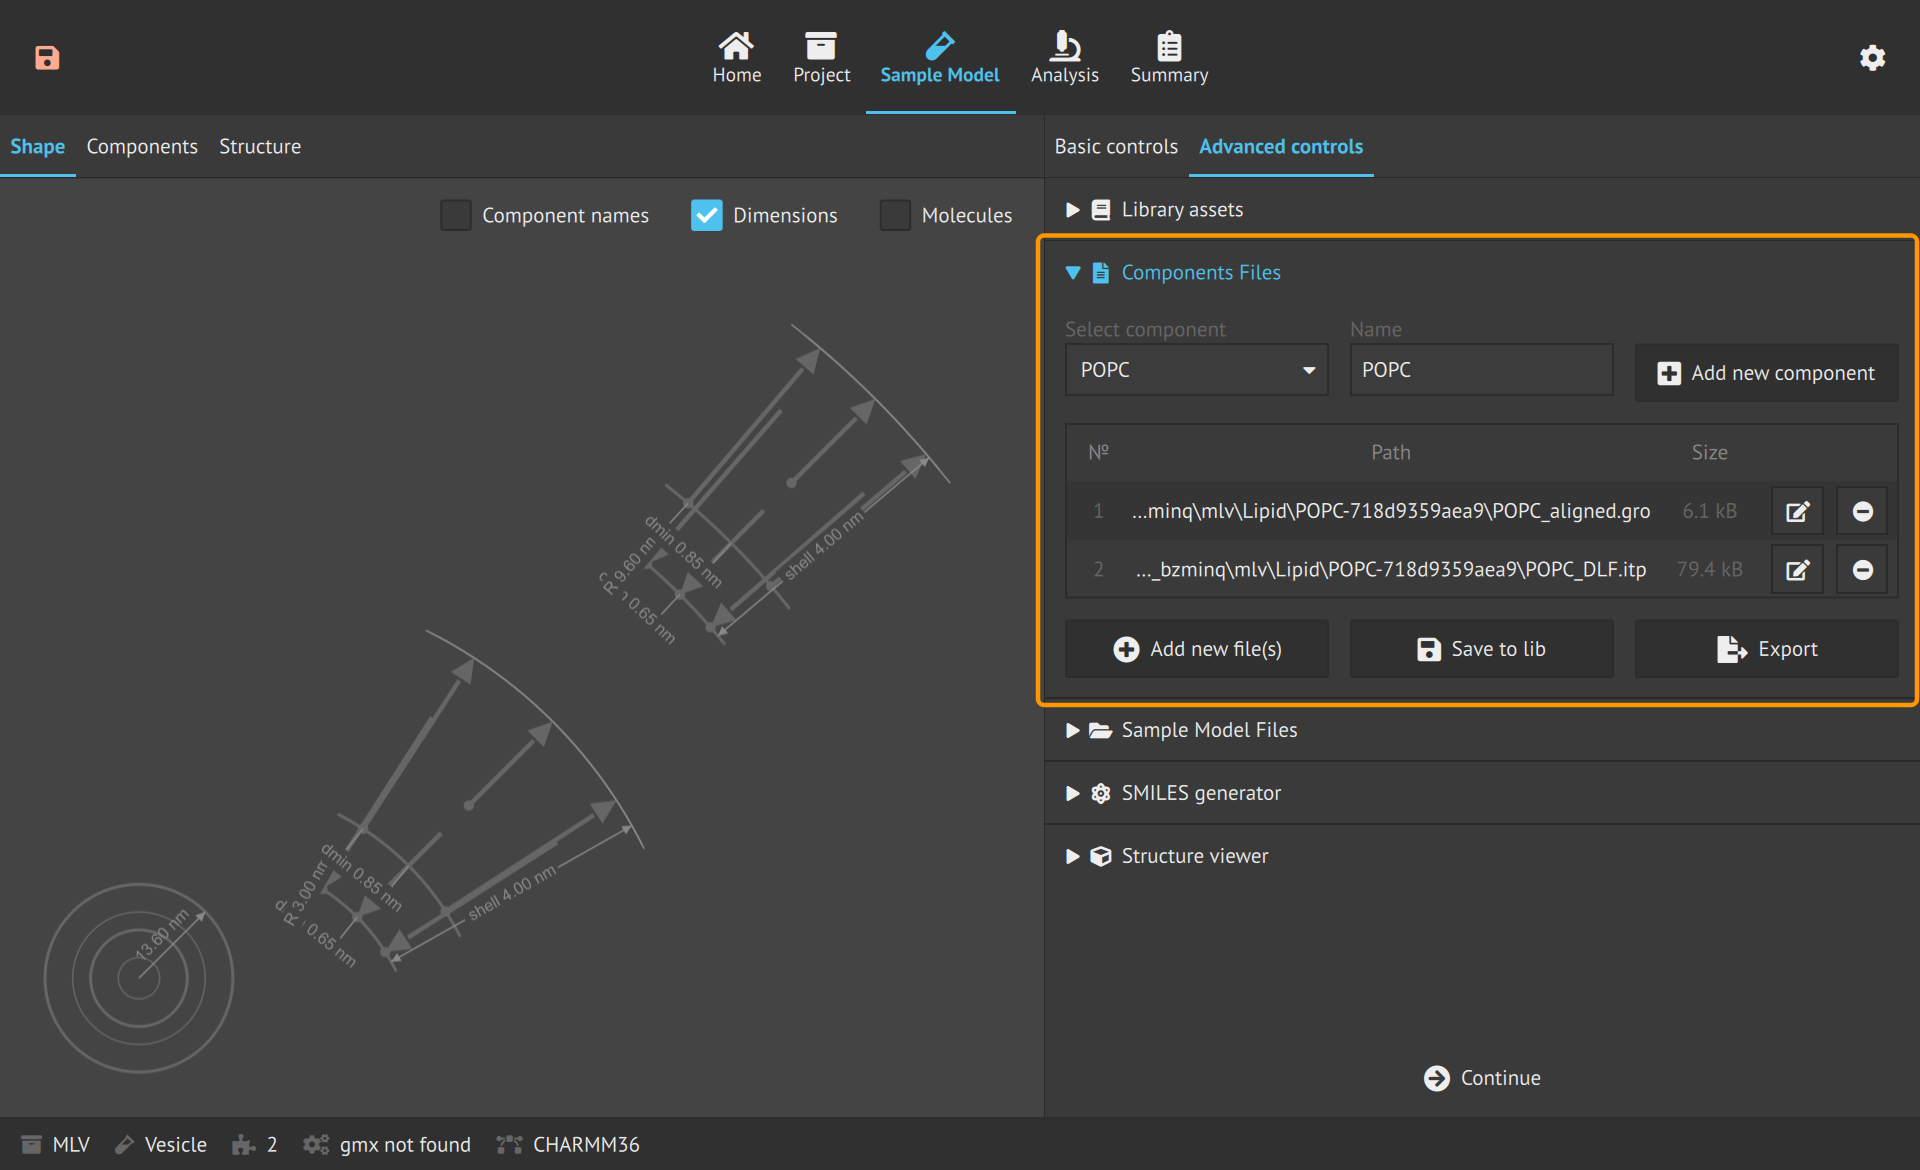 Home
Project
Sample Model
Analysis
Summary
Shape
Components
Structure
Basic controls
Advanced controls
Component names
Dimensions
Molecules
Library assets
Components Files
Select component
Name
POPC
POPC
Add new component
Nº
Path
Size
1
...minq\mlv\Lipid\POPC-718d9359aea9\POPC_aligned.gro
6.1 kB
2
..._bzminq\mlv\Lipid\POPC-718d9359aea9\POPC_DLF.itp
79.4 kB
Add new file(s)
Save to lib
Export
Sample Model Files
SMILES generator
Structure viewer
Continue
dmin 0.85 nm
R 9.60 nm
0.65 nm
shell 4.00 nm
dmin 0.85 nm
R 3.00 nm
0.65 nm
shell 4.00 nm
13.60 nm
MLV
Vesicle
2
gmx not found
CHARMM36